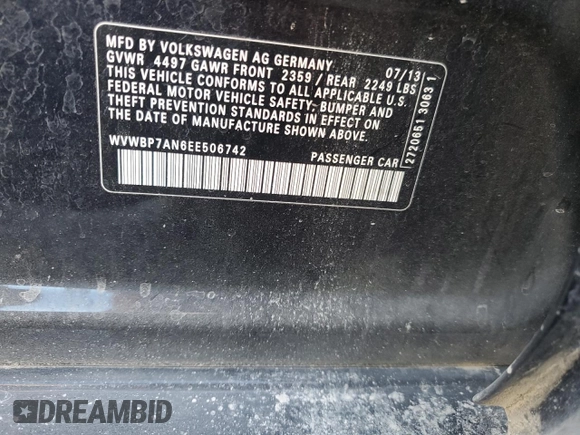 MFD BY VOLKSWAGEN AG GERMANY 07/13
GVWR 4497 GAWR FRONT 2359 / REAR 2249 LBS
THIS VEHICLE CONFORMS TO ALL APPLICABLE U.S.
FEDERAL MOTOR VEHICLE SAFETY, BUMPER AND
THEFT PREVENTION STANDARDS IN EFFECT ON
THE DATE OF MANUFACTURE SHOWN ABOVE.
WVWBP7AN6EE506742 PASSENGER CAR
2720651 3063 1
DREAMBID